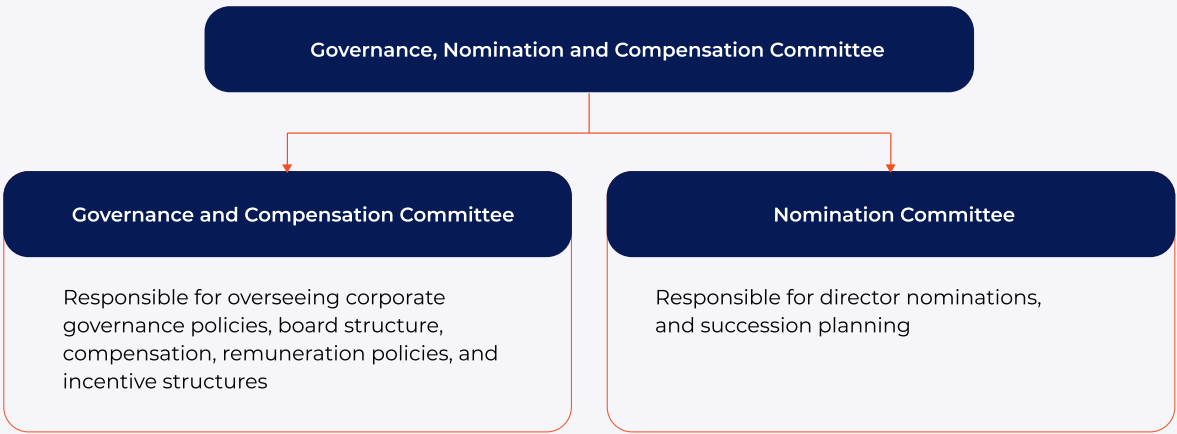 Governance, Nomination and Compensation Committee
Governance and Compensation Committee
Responsible for overseeing corporate
governance policies, board structure,
compensation, remuneration policies, and
incentive structures
Nomination Committee
Responsible for director nominations,
and succession planning